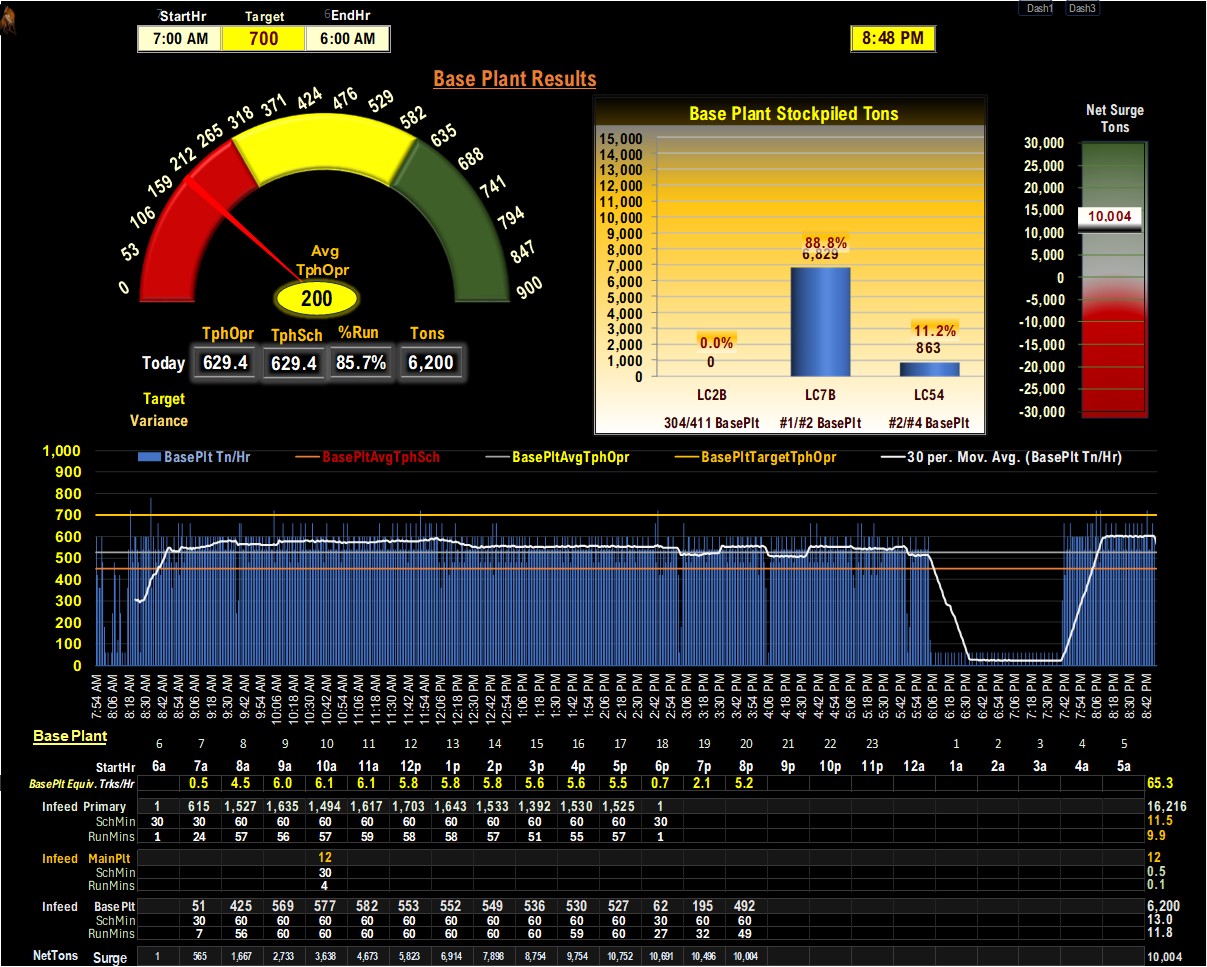 7 StartHr Target 6 EndHr
7:00 AM 700 6:00 AM
8:48 PM
Dash1 Dash3
Base Plant Results
0 53 106 159 212 265 318 371 424 476 529 582 635 688 741 794 847 900
Avg
TphOpr
200
TphOpr TphSch %Run Tons
Today 629.4 629.4 85.7% 6,200
Target
Variance
Base Plant Stockpiled Tons
15,000
14,000
13,000
12,000
11,000
10,000
9,000
8,000
7,000
6,000
5,000
4,000
3,000
2,000
1,000
0
0.0%
0
88.8%
6,829
11.2%
863
LC2B LC7B LC54
304/411 BasePlt #1/#2 BasePlt #2/#4 BasePlt
Net Surge
Tons
30,000
25,000
20,000
15,000
10,000
5,000
0
-5,000
-10,000
-15,000
-20,000
-25,000
-30,000
10,004
BasePlt Tn/Hr BasePltAvgTphSch BasePltAvgTphOpr BasePltTargetTphOpr 30 per. Mov. Avg. (BasePlt Tn/Hr)
1,000
900
800
700
600
500
400
300
200
100
0
7:54 AM 8:06 AM 8:18 AM 8:30 AM 8:42 AM 8:54 AM 9:06 AM 9:18 AM 9:30 AM 9:42 AM 9:54 AM 10:06 AM 10:18 AM 10:30 AM 10:42 AM 10:54 AM 11:06 AM 11:18 AM 11:30 AM 11:42 AM 11:54 AM 12:06 PM 12:18 PM 12:30 PM 12:42 PM 12:54 PM 1:06 PM 1:18 PM 1:30 PM 1:42 PM 1:54 PM 2:06 PM 2:18 PM 2:30 PM 2:42 PM 2:54 PM 3:06 PM 3:18 PM 3:30 PM 3:42 PM 3:54 PM 4:06 PM 4:18 PM 4:30 PM 4:42 PM 4:54 PM 5:06 PM 5:18 PM 5:30 PM 5:42 PM 5:54 PM 6:06 PM 6:18 PM 6:30 PM 6:42 PM 6:54 PM 7:06 PM 7:18 PM 7:30 PM 7:42 PM 7:54 PM 8:06 PM 8:18 PM 8:30 PM 8:42 PM
Base Plant
6 7 8 9 10 11 12 13 14 15 16 17 18 19 20 21 22 23 1 2 3 4 5
StartHr 6a 7a 8a 9a 10a 11a 12p 1p 2p 3p 4p 5p 6p 7p 8p 9p 10p 11p 12a 1a 2a 3a 4a 5a
BasePlt Equiv. Trks/Hr 0.5 4.5 6.0 6.1 6.1 5.8 5.8 5.8 5.6 5.6 5.5 0.7 2.1 5.2 65.3
Infeed Primary 1 615 1,527 1,635 1,494 1,617 1,703 1,643 1,533 1,392 1,530 1,525 1 16,216
SchMin 30 30 60 60 60 60 60 60 60 60 60 60 30 11.5
RunMins 1 24 57 56 57 59 58 58 57 51 55 57 1 9.9
Infeed MainPlt 12 12
SchMin 30 0.5
RunMins 4 0.1
Infeed BasePlt 51 425 569 577 582 553 552 549 536 530 527 62 195 492 6,200
SchMin 30 60 60 60 60 60 60 60 60 60 60 30 60 60 13.0
RunMins 7 56 60 60 60 60 60 60 60 59 60 27 32 49 11.8
NetTons Surge 1 565 1,667 2,733 3,638 4,673 5,823 6,914 7,898 8,754 9,754 10,752 10,691 10,496 10,004 10,004